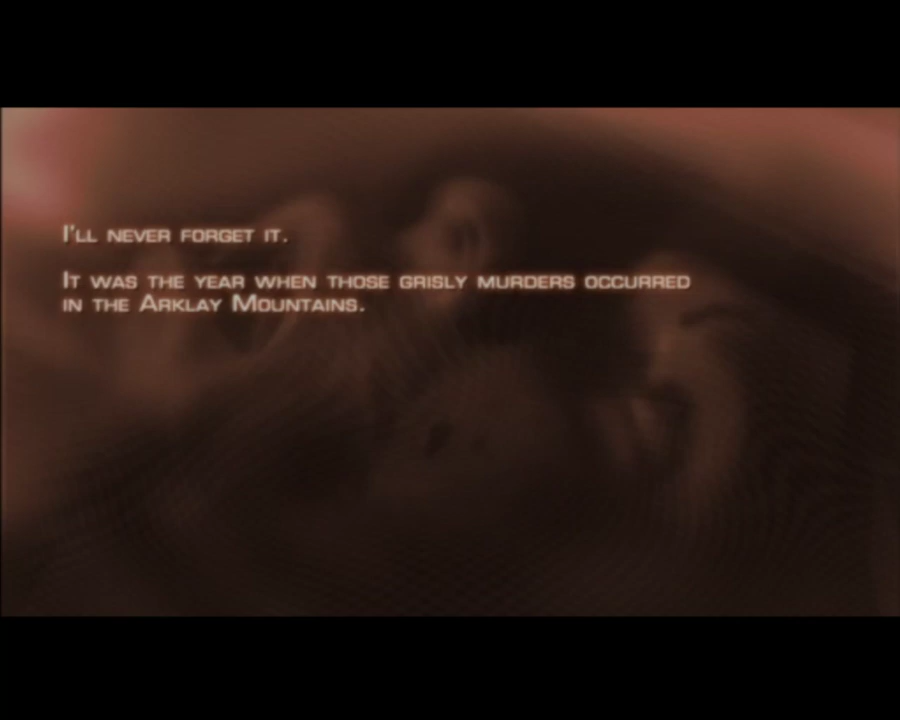 I'll never forget it.
It was the year when those grisly murders occurred
in the Arklay Mountains.